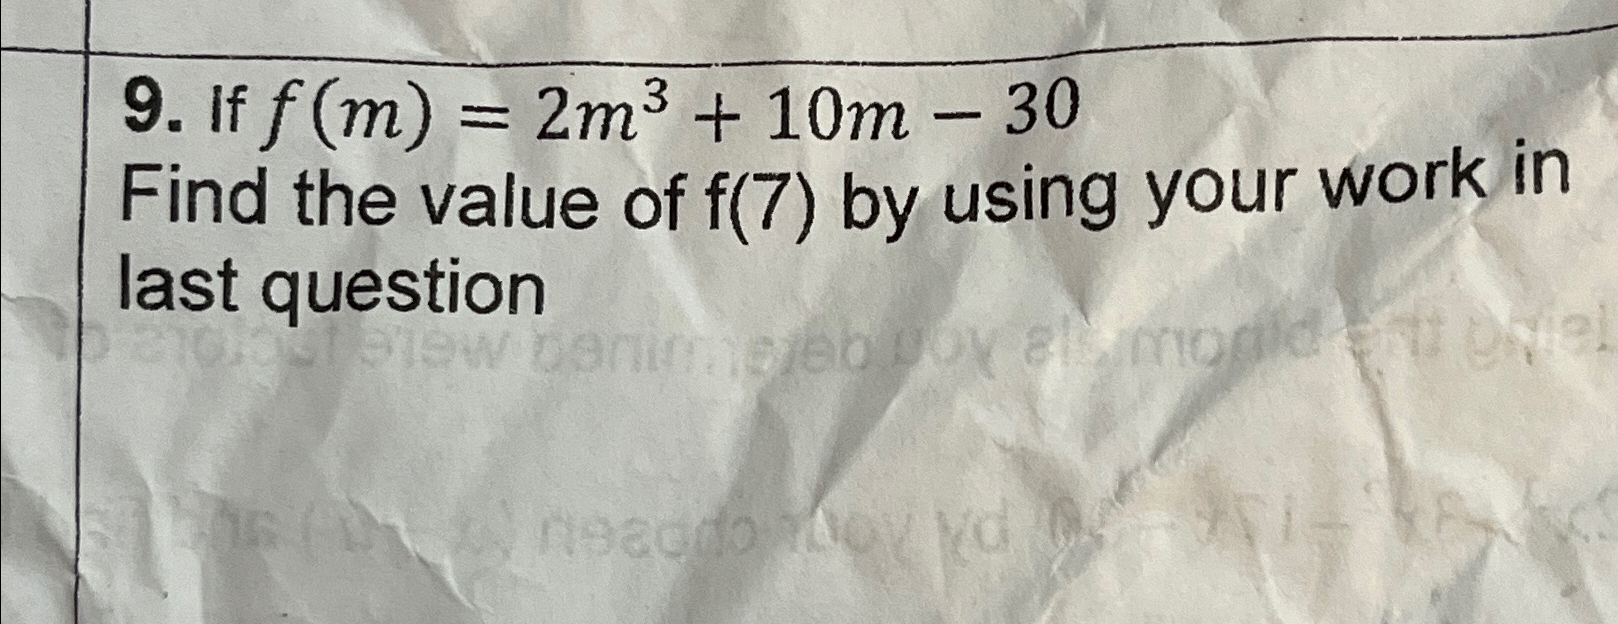 9. If f(m) = 2m³ + 10m − 30
Find the value of f(7) by using your work in
last question